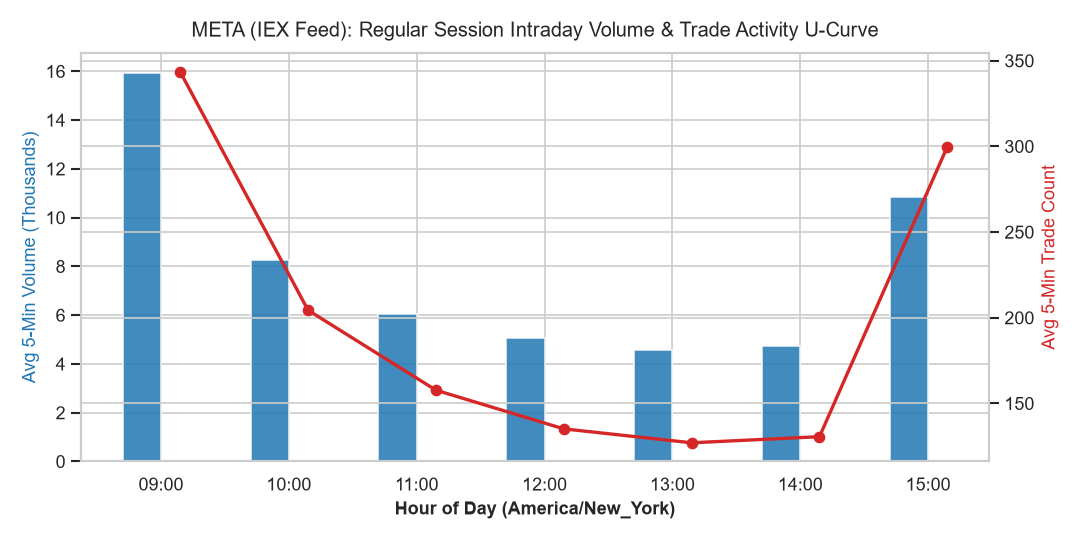 META (IEX Feed): Regular Session Intraday Volume & Trade Activity U-Curve
Avg 5-Min Volume (Thousands)
16
14
12
10
8
6
4
2
0
350
300
250
200
150
Avg 5-Min Trade Count
09:00 10:00 11:00 12:00 13:00 14:00 15:00
Hour of Day (America/New_York)